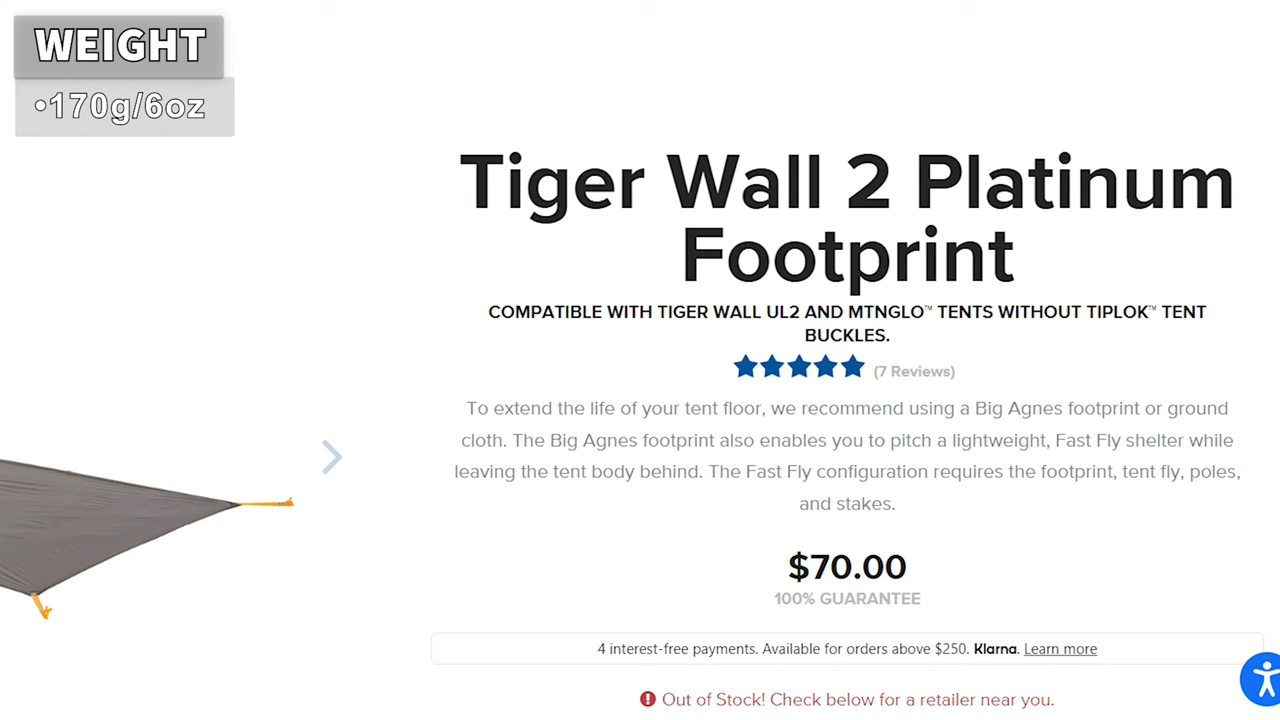 WEIGHT
•170g/6oz
Tiger Wall 2 Platinum
Footprint
COMPATIBLE WITH TIGER WALL UL2 AND MTNGLO™ TENTS WITHOUT TIPLOK™ TENT
BUCKLES.
(7 Reviews)
To extend the life of your tent floor, we recommend using a Big Agnes footprint or ground
cloth. The Big Agnes footprint also enables you to pitch a lightweight, Fast Fly shelter while
leaving the tent body behind. The Fast Fly configuration requires the footprint, tent fly, poles,
and stakes.
$70.00
100% GUARANTEE
4 interest-free payments. Available for orders above $250. Klarna. Learn more
Out of Stock! Check below for a retailer near you.